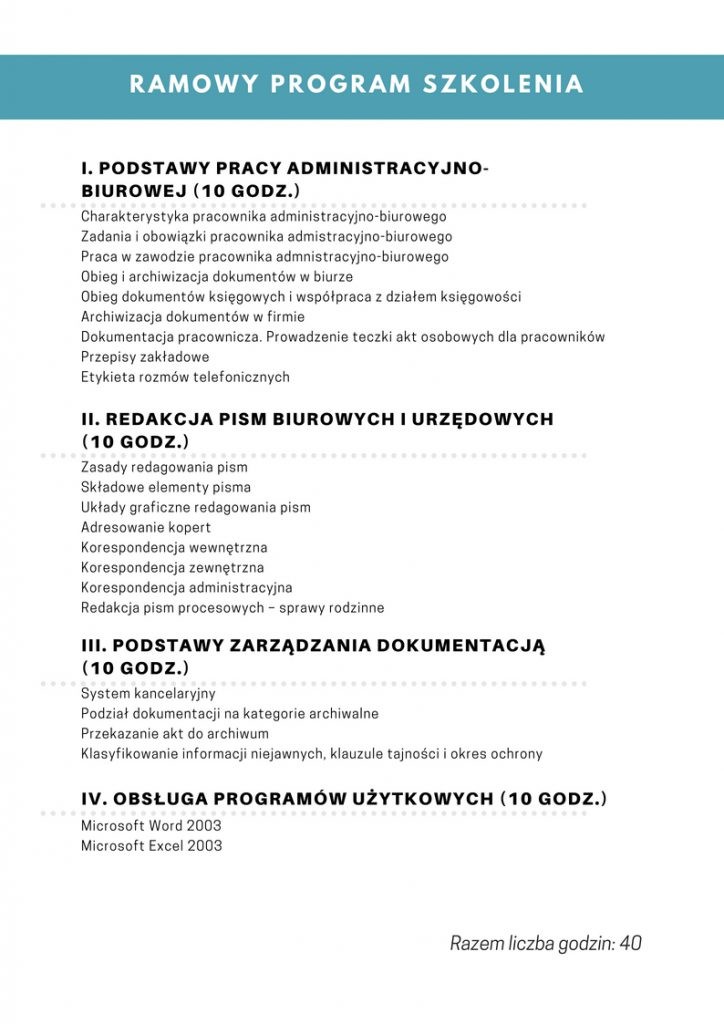 RAMOWY PROGRAM SZKOLENIA
I. PODSTAWY PRACY ADMINISTRACYJNO-
BIUROWEJ (10 GODZ.)
Charakterystyka pracownika administracyjno-biurowego
Zadania i obowiązki pracownika admistracyjno-biurowego
Praca w zawodzie pracownika admnistracyjno-biurowego
Obieg i archiwizacja dokumentów w biurze
Obieg dokumentów księgowych i współpraca z działem księgowości
Archiwizacja dokumentów w firmie
Dokumentacja pracownicza. Prowadzenie teczki akt osobowych dla pracowników
Przepisy zakładowe
Etykieta rozmów telefonicznych
II. REDAKCJA PISM BIUROWYCH I URZĘDOWYCH
(10 GODZ.)
Zasady redagowania pism
Składowe elementy pisma
Układy graficzne redagowania pism
Adresowanie kopert
Korespondencja wewnętrzna
Korespondencja zewnętrzna
Korespondencja administracyjna
Redakcja pism procesowych – sprawy rodzinne
III. PODSTAWY ZARZĄDZANIA DOKUMENTACJĄ
(10 GODZ.)
System kancelaryjny
Podział dokumentacji na kategorie archiwalne
Przekazanie akt do archiwum
Klasyfikowanie informacji niejawnych, klauzule tajności i okres ochrony
IV. OBSŁUGA PROGRAMÓW UŻYTKOWYCH (10 GODZ.)
Microsoft Word 2003
Microsoft Excel 2003
Razem liczba godzin: 40